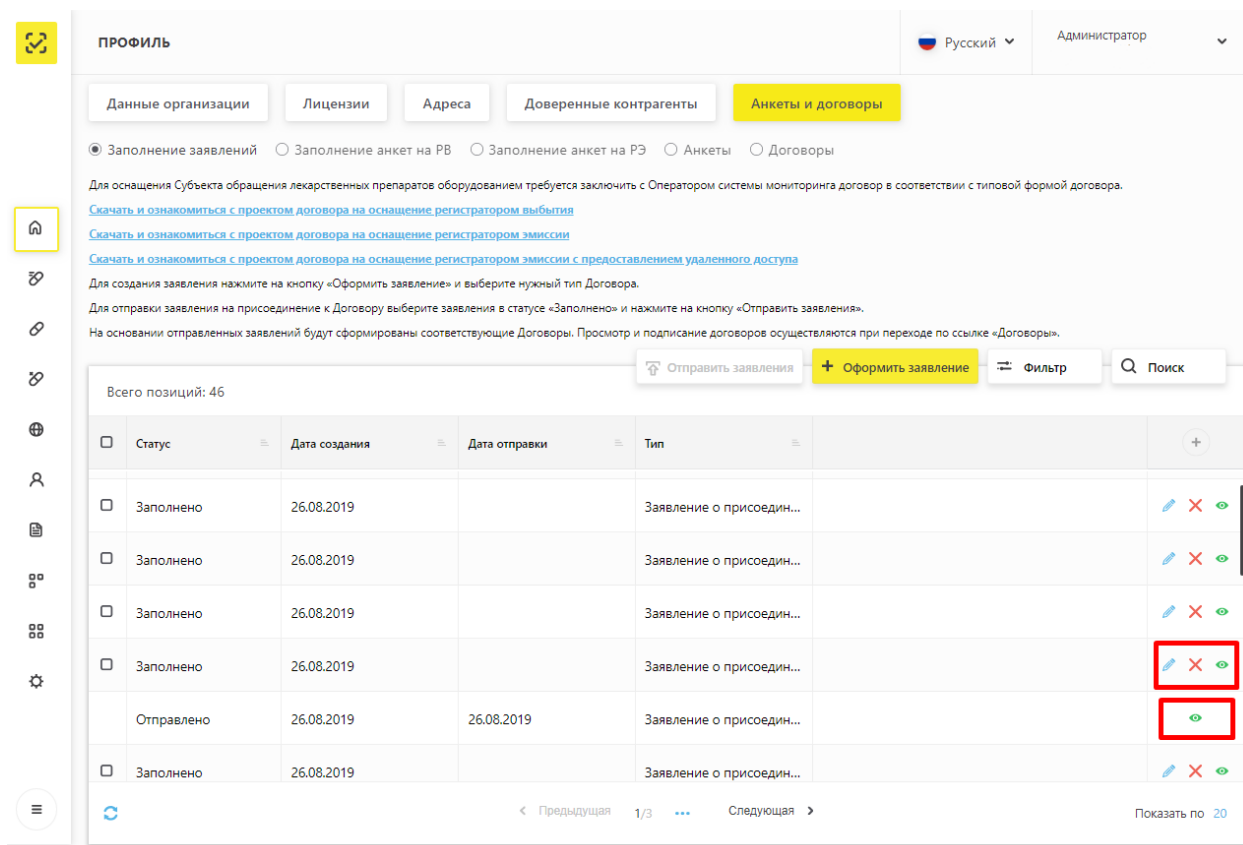 ПРОФИЛЬ
Русский
Администратор
Данные организации
Лицензии
Адреса
Доверенные контрагенты
Анкеты и договоры
Заполнение заявлений
Заполнение анкет на РВ
Заполнение анкет на РЭ
Анкеты
Договоры
Для оснащения Субъекта обращения лекарственных препаратов оборудованием требуется заключить с Оператором системы мониторинга договор в соответствии с типовой формой договора.
Скачать и ознакомиться с проектом договора на оснащение регистратором выбытия
Скачать и ознакомиться с проектом договора на оснащение регистратором эмиссии
Скачать и ознакомиться с проектом договора на оснащение регистратором эмиссии с предоставлением удаленного доступа
Для создания заявления нажмите на кнопку «Оформить заявление» и выберите нужный тип Договора.
Для отправки заявления на присоединение к Договору выберите заявления в статусе «Заполнено» и нажмите на кнопку «Отправить заявления».
На основании отправленных заявлений будут сформированы соответствующие Договоры. Просмотр и подписание договоров осуществляются при переходе по ссылке «Договоры».
Отправить заявления
+ Оформить заявление
Фильтр
Поиск
Всего позиций: 46
Статус Дата создания Дата отправки Тип
Заполнено 26.08.2019 Заявление о присоедин...
Заполнено 26.08.2019 Заявление о присоедин...
Заполнено 26.08.2019 Заявление о присоедин...
Заполнено 26.08.2019 Заявление о присоедин...
Отправлено 26.08.2019 26.08.2019 Заявление о присоедин...
Заполнено 26.08.2019 Заявление о присоедин...
Предыдущая 1/3 ••• Следующая
Показать по 20